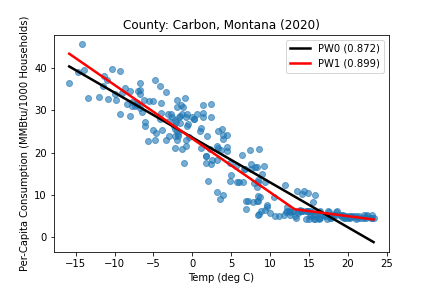 County: Carbon, Montana (2020)
Per-Capita Consumption (MMBtu/1000 Households)
40
30
20
10
0
PW0 (0.872)
PW1 (0.899)
−15 −10 −5 0 5 10 15 20 25
Temp (deg C)